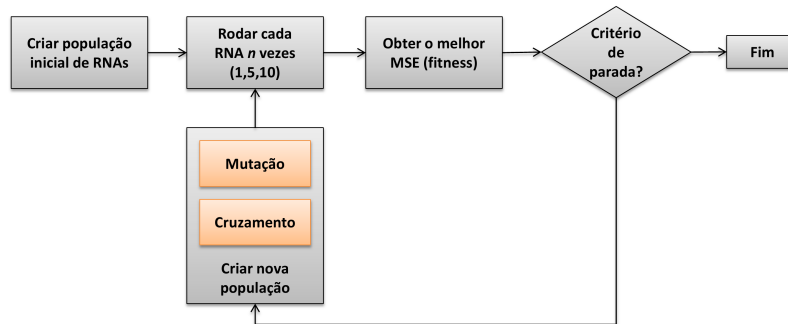 Criar população
inicial de RNAs
Rodar cada
RNA n vezes
(1,5,10)
Obter o melhor
MSE (fitness)
Critério
de
parada?
Fim
Mutação
Cruzamento
Criar nova
população